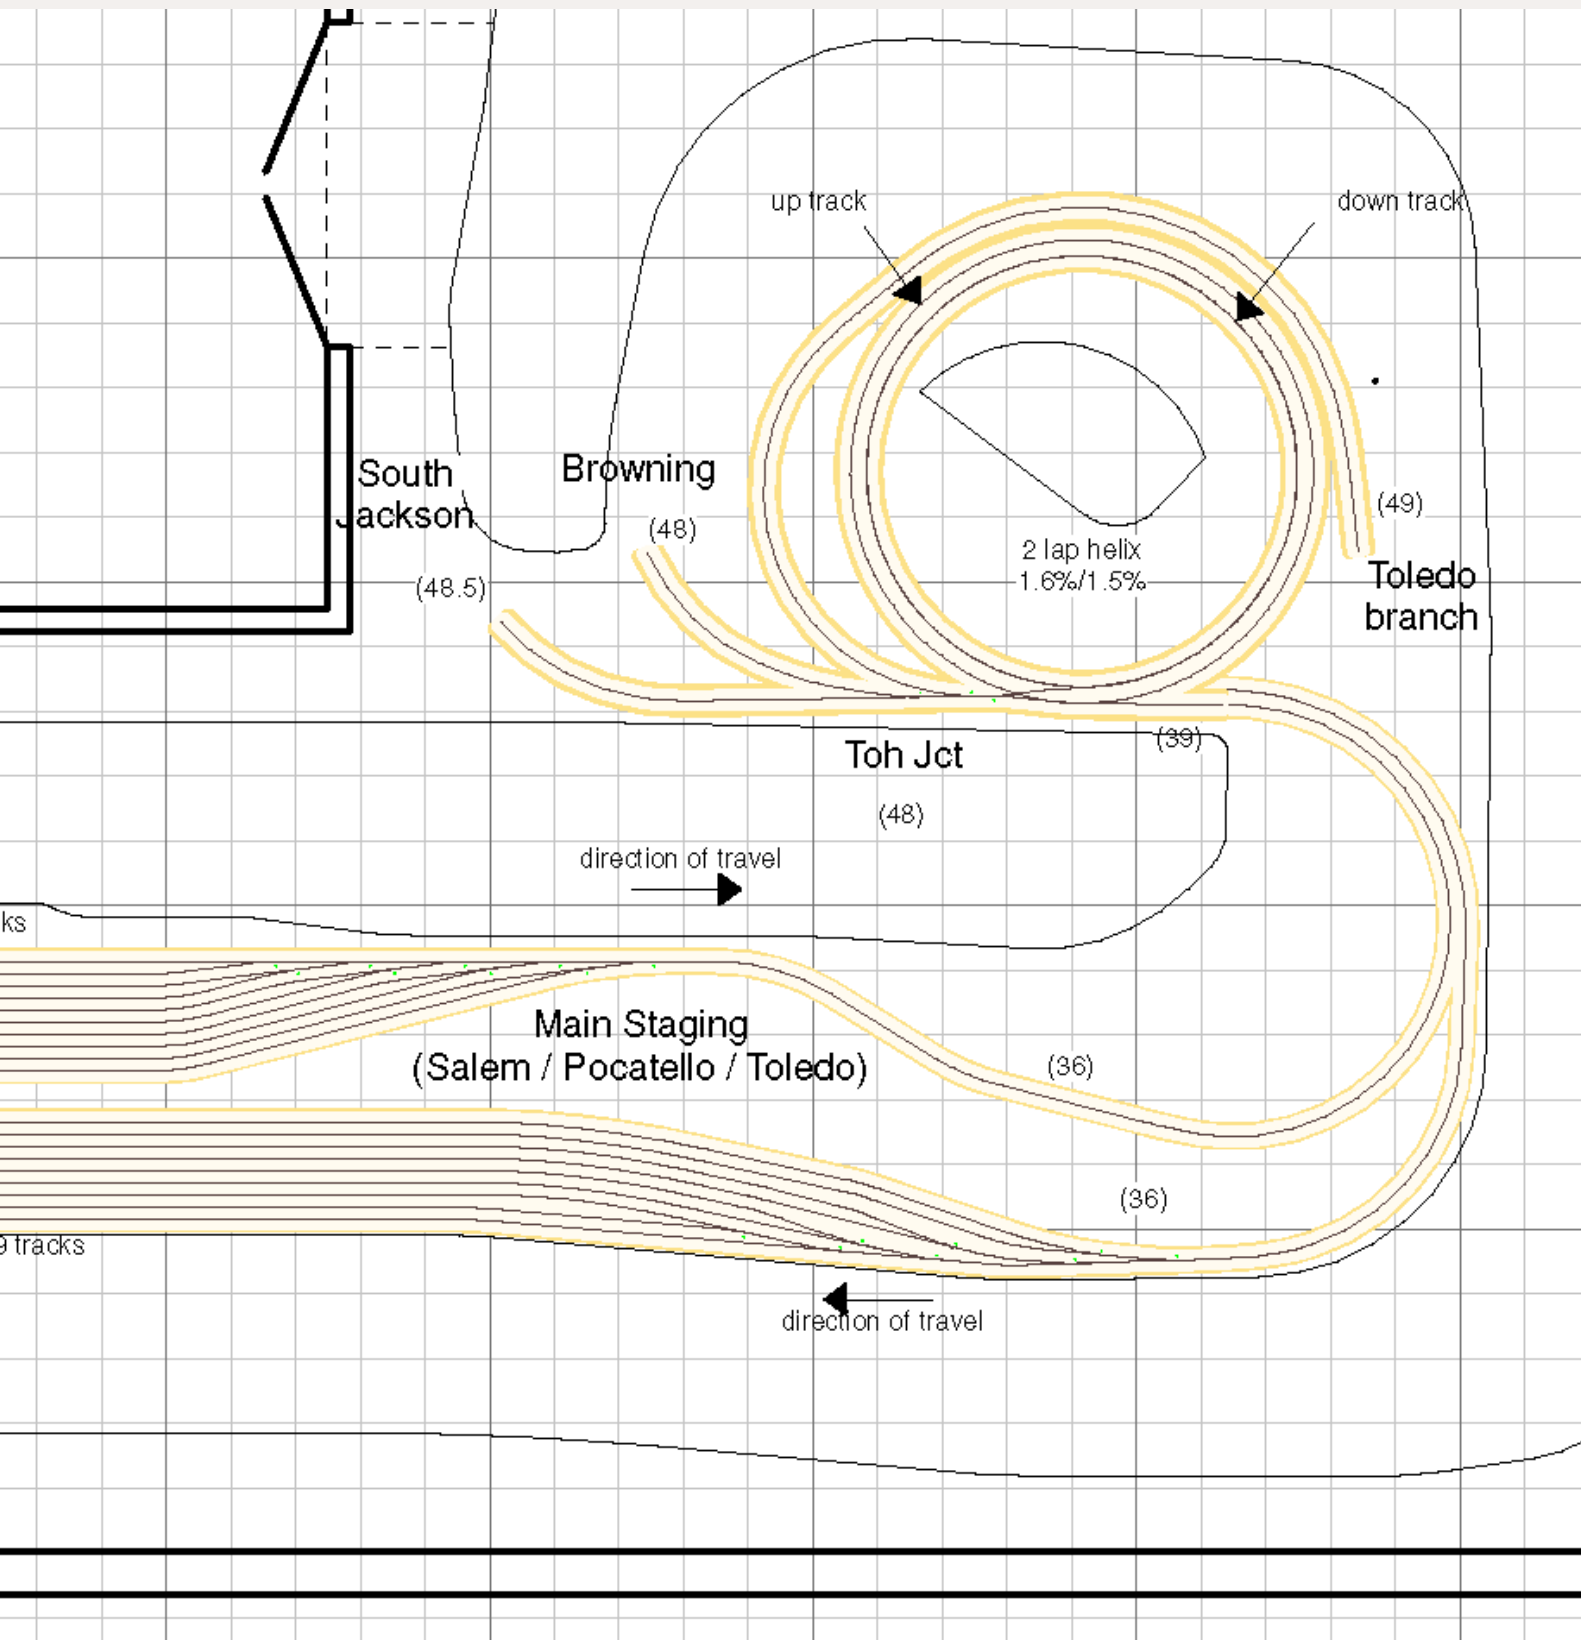 up track
down track
South
Jackson
Browning
(48)
(48.5)
(49)
2 lap helix
1.6%/1.5%
Toledo
branch
(39)
Toh Jct
(48)
direction of travel
ks
Main Staging
(Salem / Pocatello / Toledo)
(36)
(36)
9 tracks
direction of travel